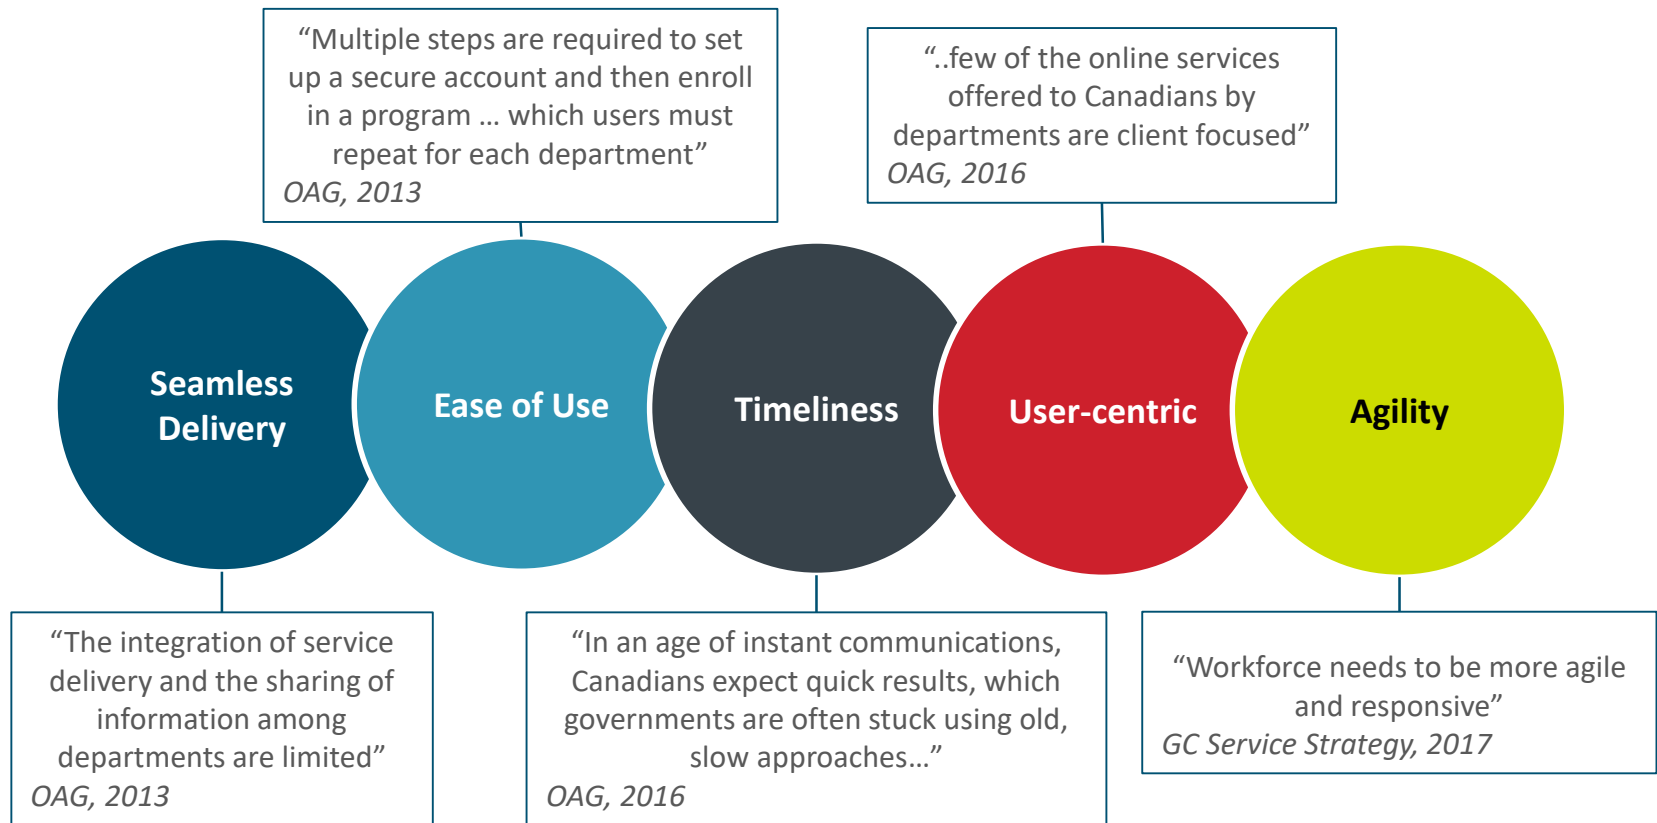 “Multiple steps are required to set
up a secure account and then enroll
in a program … which users must
repeat for each department”
OAG, 2013
“..few of the online services
offered to Canadians by
departments are client focused”
OAG, 2016
Seamless
Delivery
Ease of Use
Timeliness
User-centric
Agility
“The integration of service
delivery and the sharing of
information among
departments are limited”
OAG, 2013
“In an age of instant communications,
Canadians expect quick results, which
governments are often stuck using old,
slow approaches…”
OAG, 2016
“Workforce needs to be more agile
and responsive”
GC Service Strategy, 2017